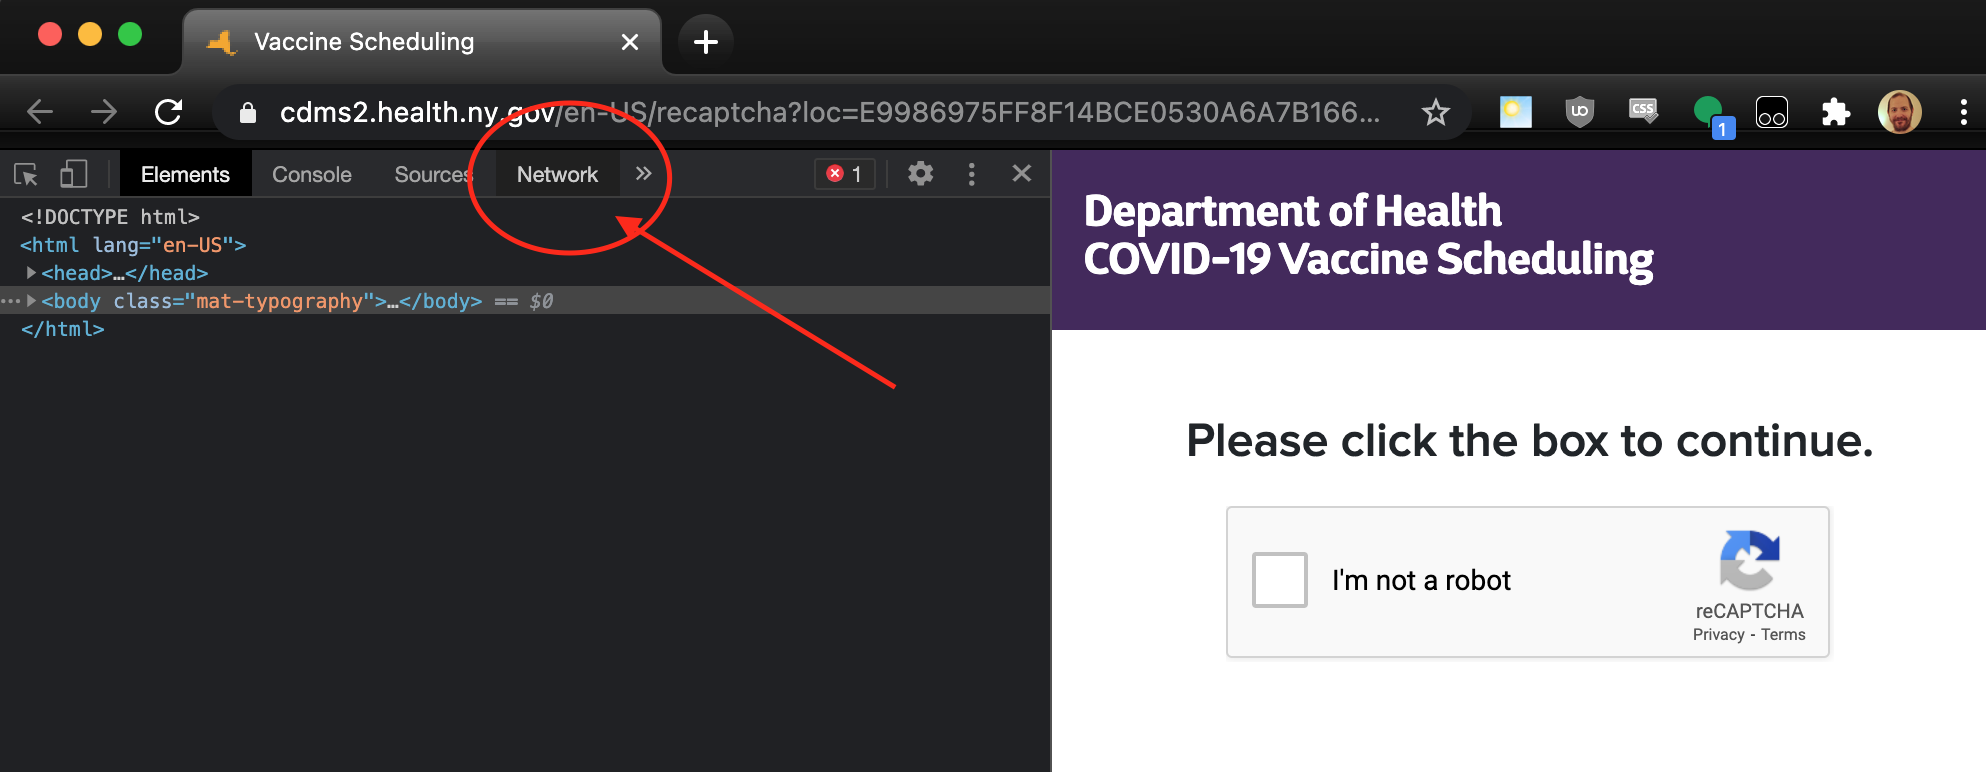 Vaccine Scheduling
cdms2.health.ny.gov/en-US/recaptcha?loc=E9986975FF8F14BCE0530A6A7B166...
CSS
1
Elements
Console
Sources
Network
1
<!DOCTYPE html>
<html lang="en-US">
<head>…</head>
<body class="mat-typography">…</body> == $0
</html>
Department of Health
COVID-19 Vaccine Scheduling
Please click the box to continue.
I'm not a robot
reCAPTCHA
Privacy - Terms